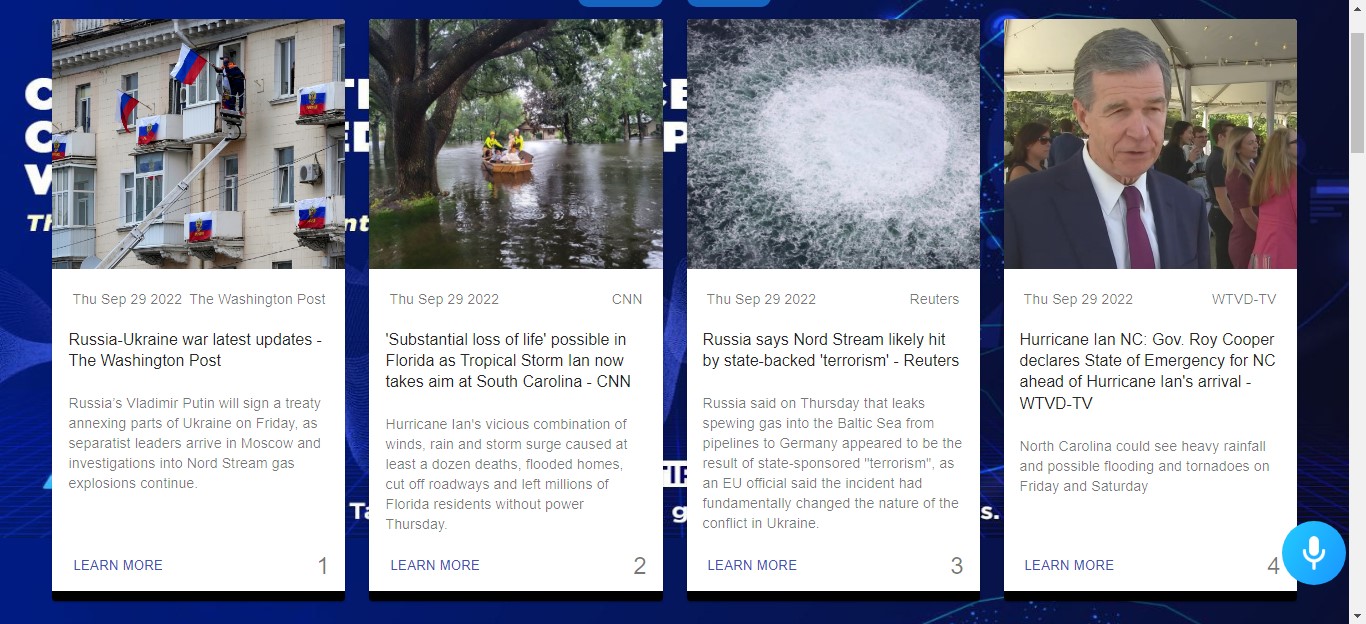 Thu Sep 29 2022 The Washington Post
Russia-Ukraine war latest updates -
The Washington Post
Russia's Vladimir Putin will sign a treaty
annexing parts of Ukraine on Friday, as
separatist leaders arrive in Moscow and
investigations into Nord Stream gas
explosions continue.
LEARN MORE 1
Thu Sep 29 2022 CNN
'Substantial loss of life' possible in
Florida as Tropical Storm Ian now
takes aim at South Carolina - CNN
Hurricane Ian's vicious combination of
winds, rain and storm surge caused at
least a dozen deaths, flooded homes,
cut off roadways and left millions of
Florida residents without power
Thursday.
LEARN MORE 2
Thu Sep 29 2022 Reuters
Russia says Nord Stream likely hit
by state-backed 'terrorism' - Reuters
Russia said on Thursday that leaks
spewing gas into the Baltic Sea from
pipelines to Germany appeared to be the
result of state-sponsored "terrorism", as
an EU official said the incident had
fundamentally changed the nature of the
conflict in Ukraine.
LEARN MORE 3
Thu Sep 29 2022 WTVD-TV
Hurricane Ian NC: Gov. Roy Cooper
declares State of Emergency for NC
ahead of Hurricane Ian's arrival -
WTVD-TV
North Carolina could see heavy rainfall
and possible flooding and tornadoes on
Friday and Saturday
LEARN MORE 4